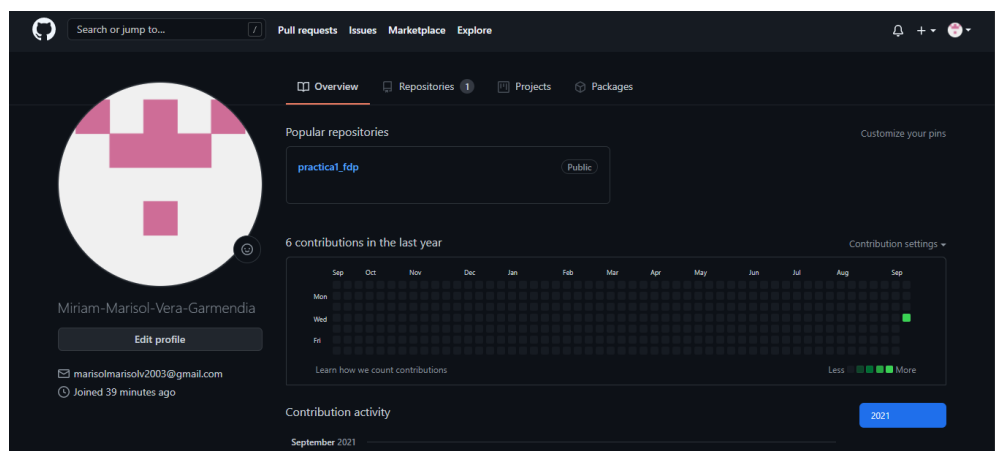 Search or jump to... / Pull requests Issues Marketplace Explore
Overview Repositories 1 Projects Packages
Popular repositories Customize your pins
practica1_fdp Public
6 contributions in the last year Contribution settings
Sep Oct Nov Dec Jan Feb Mar Apr May Jun Jul Aug Sep
Mon
Wed
Fri
Learn how we count contributions Less More
Miriam-Marisol-Vera-Garmendia
Edit profile
marisolmarisolv2003@gmail.com
Joined 39 minutes ago
Contribution activity 2021
September 2021